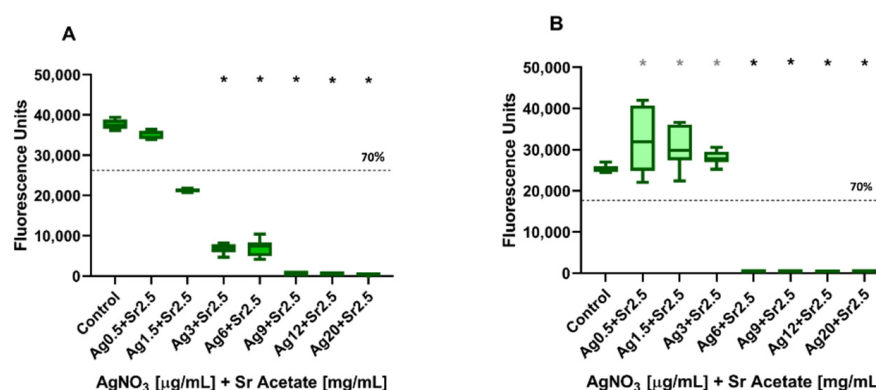 A
* * * * *
50,000
40,000
30,000
20,000
10,000
0
Fluorescence Units
70%
Control
Ag0.5+Sr2.5
Ag1.5+Sr2.5
Ag3+Sr2.5
Ag6+Sr2.5
Ag9+Sr2.5
Ag12+Sr2.5
Ag20+Sr2.5
AgNO3 [µg/mL] + Sr Acetate [mg/mL]
B
* * * * * * *
50,000
40,000
30,000
20,000
10,000
0
Fluorescence Units
70%
Control
Ag0.5+Sr2.5
Ag1.5+Sr2.5
Ag3+Sr2.5
Ag6+Sr2.5
Ag9+Sr2.5
Ag12+Sr2.5
Ag20+Sr2.5
AgNO3 [µg/mL] + Sr Acetate [mg/mL]